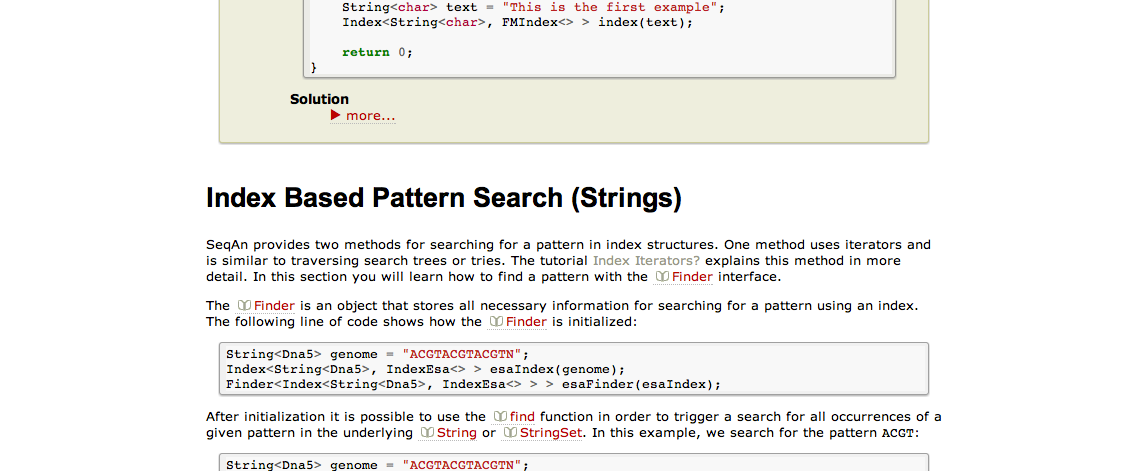 String<char> text = "This is the first example";
Index<String<char>, FMIndex<> > index(text);
return 0;
}
Solution
more...
Index Based Pattern Search (Strings)
SeqAn provides two methods for searching for a pattern in index structures. One method uses iterators and
is similar to traversing search trees or tries. The tutorial Index Iterators? explains this method in more
detail. In this section you will learn how to find a pattern with the Finder interface.
The Finder is an object that stores all necessary information for searching for a pattern using an index.
The following line of code shows how the Finder is initialized:
String<Dna5> genome = "ACGTACGTACGTN";
Index<String<Dna5>, IndexEsa<> > esaIndex(genome);
Finder<Index<String<Dna5>, IndexEsa<> > > esaFinder(esaIndex);
After initialization it is possible to use the find function in order to trigger a search for all occurrences of a
given pattern in the underlying String or StringSet. In this example, we search for the pattern ACGT:
String<Dna5> genome = "ACGTACGTACGTN";